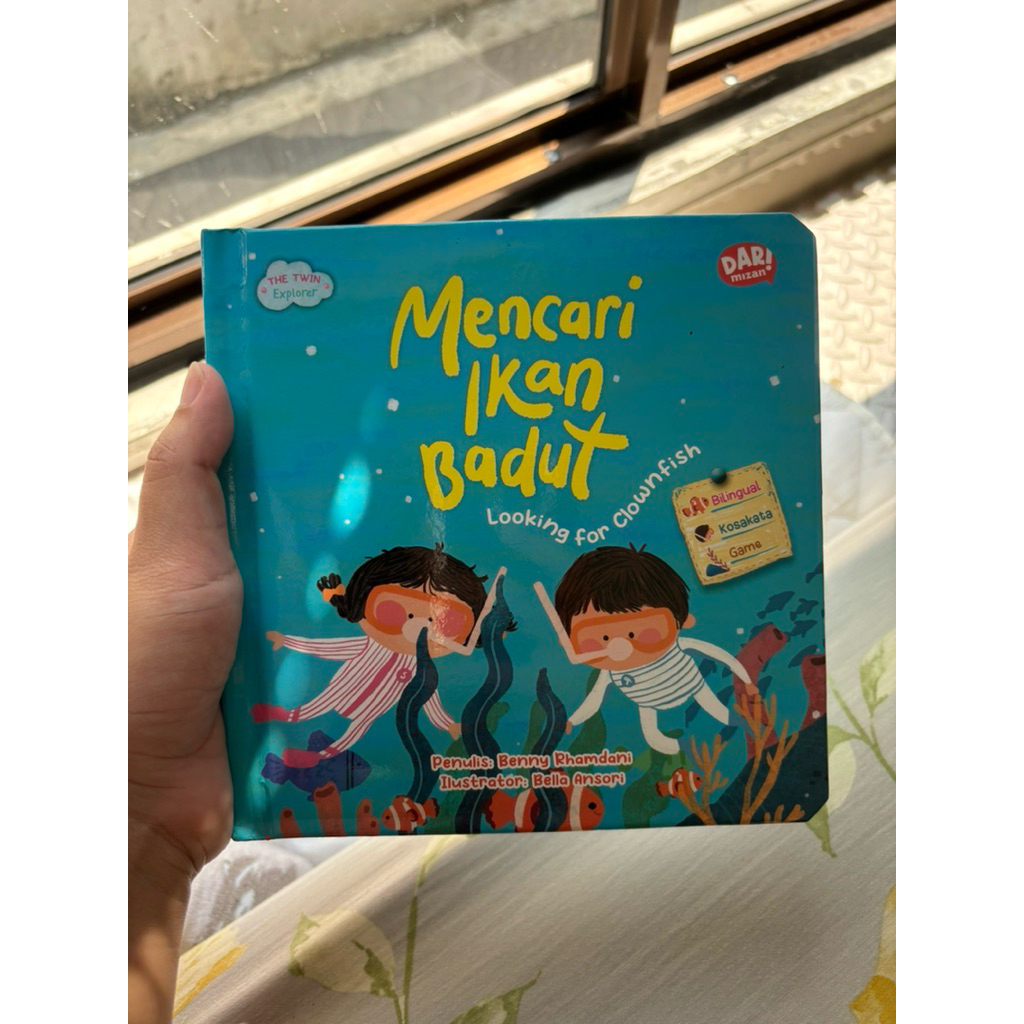 THE TWIN
Explorer
DAR!
mizan
Mencari
Ikan
Badut
Looking for Clownfish
Bilingual
Kosakata
Game
Penulis: Benny Rhamdani
Ilustrator: Bella Ansori